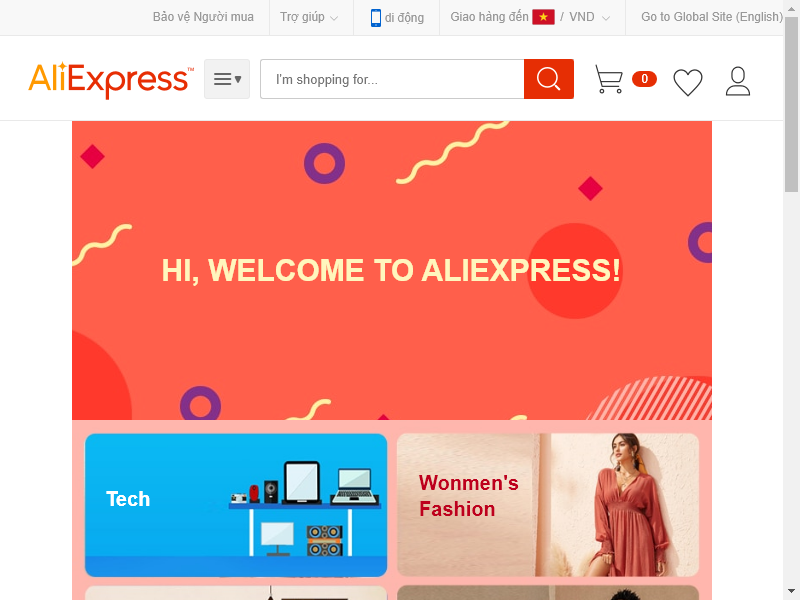 Bảo vệ Người mua
Trợ giúp
di động
Giao hàng đến / VND
Go to Global Site (English)
AliExpress™
I'm shopping for...
0
HI, WELCOME TO ALIEXPRESS!
Tech
Wonmen's
Fashion